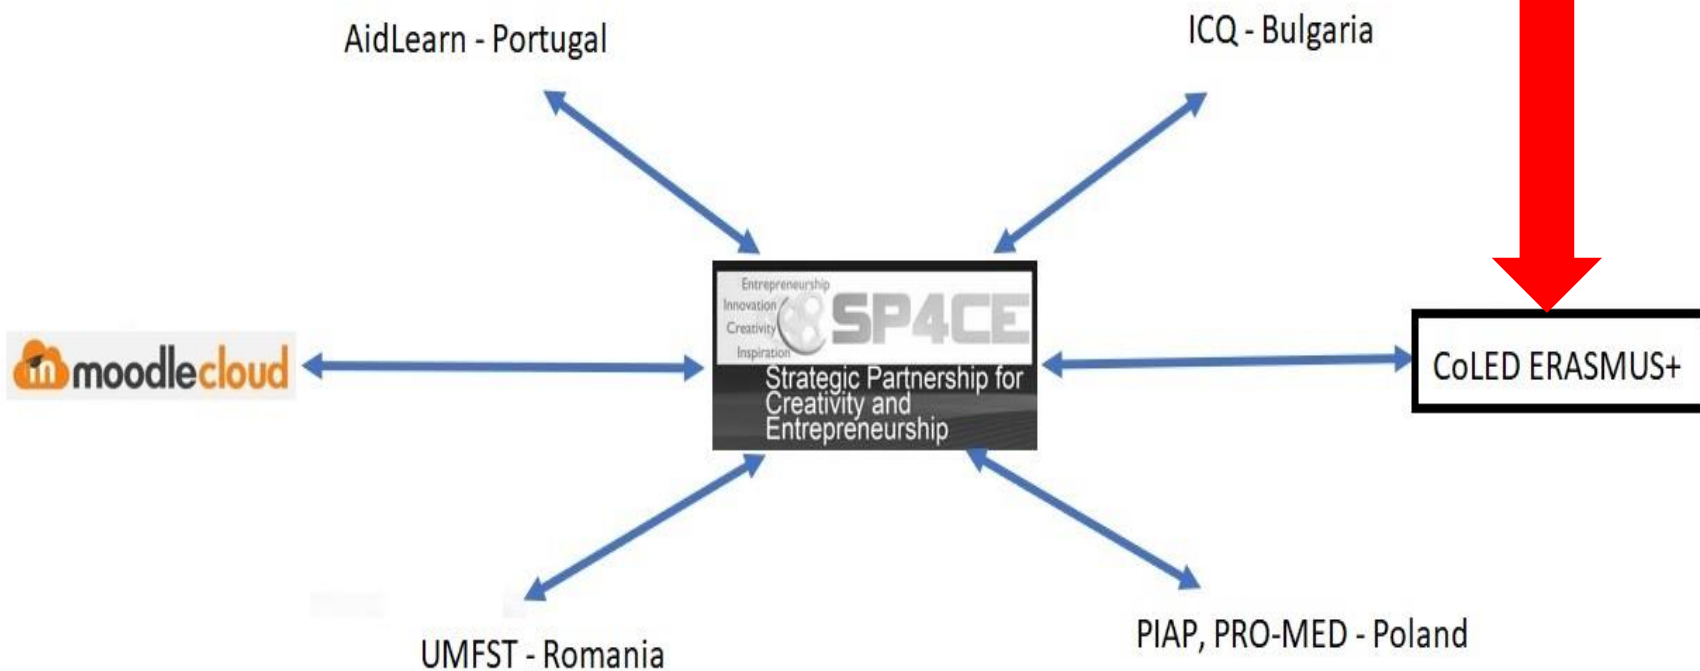 AidLearn - Portugal
ICQ - Bulgaria
Entrepreneurship
Innovation
Creativity
Inspiration
SP4CE
Strategic Partnership for
Creativity and
Entrepreneurship
moodlecloud
CoLED ERASMUS+
UMFST - Romania
PIAP, PRO-MED - Poland